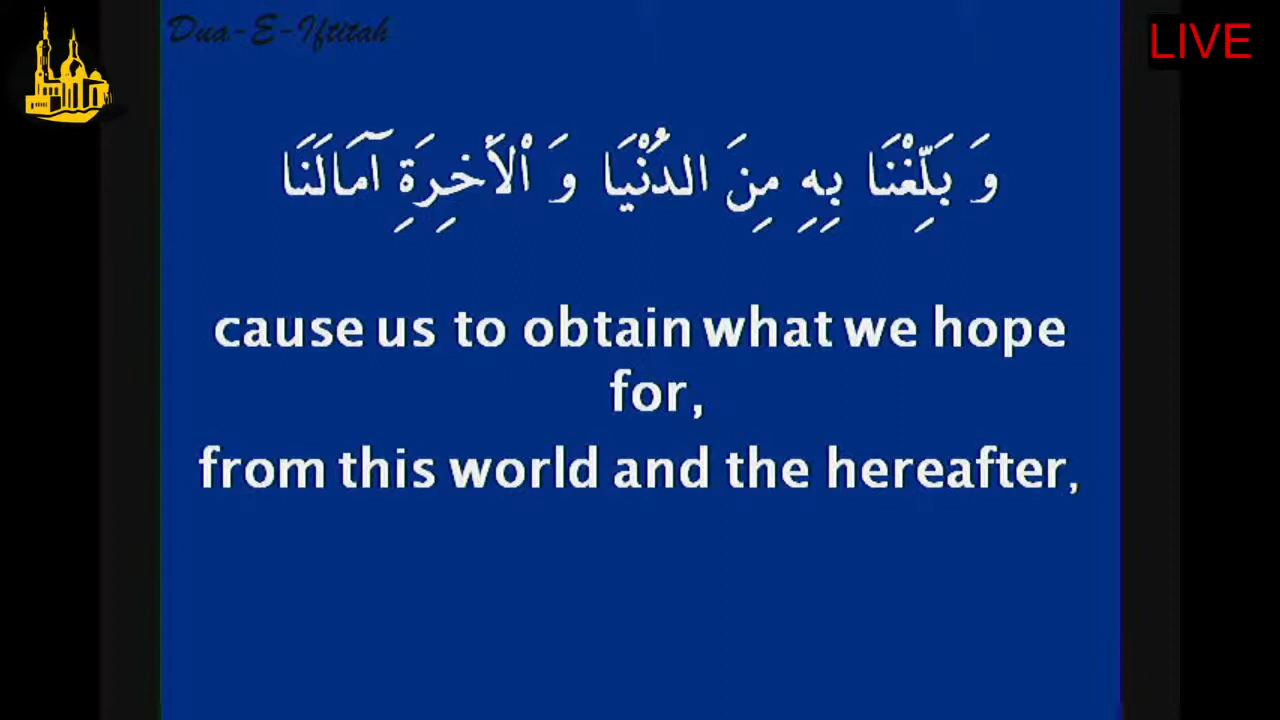 Dua-E-Iftitah
LIVE
وَ بَلِّغْنَا بِهِ مِنَ الدُّنْيَا وَ الْأَخِرَةِ آمَالَنَا
cause us to obtain what we hope
for,
from this world and the hereafter,